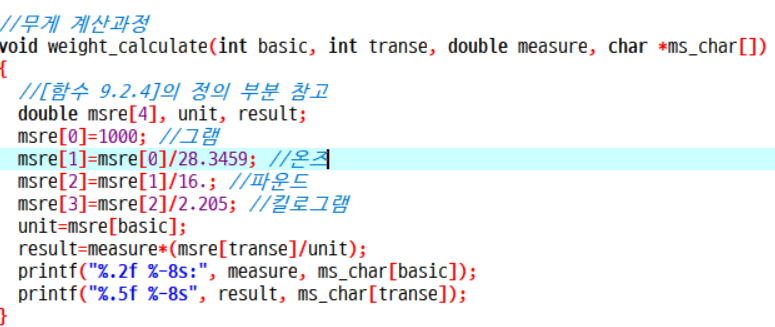 //무게 계산과정
void weight_calculate(int basic, int transe, double measure, char *ms_char[])
{
//[함수 9.2.4]의 정의 부분 참고
double msre[4], unit, result;
msre[0]=1000; //그램
msre[1]=msre[0]/28.3459; //온즈
msre[2]=msre[1]/16.; //파운드
msre[3]=msre[2]/2.205; //킬로그램
unit=msre[basic];
result=measure*(msre[transe]/unit);
printf("%.2f %-8s:", measure, ms_char[basic]);
printf("%.5f %-8s", result, ms_char[transe]);
}